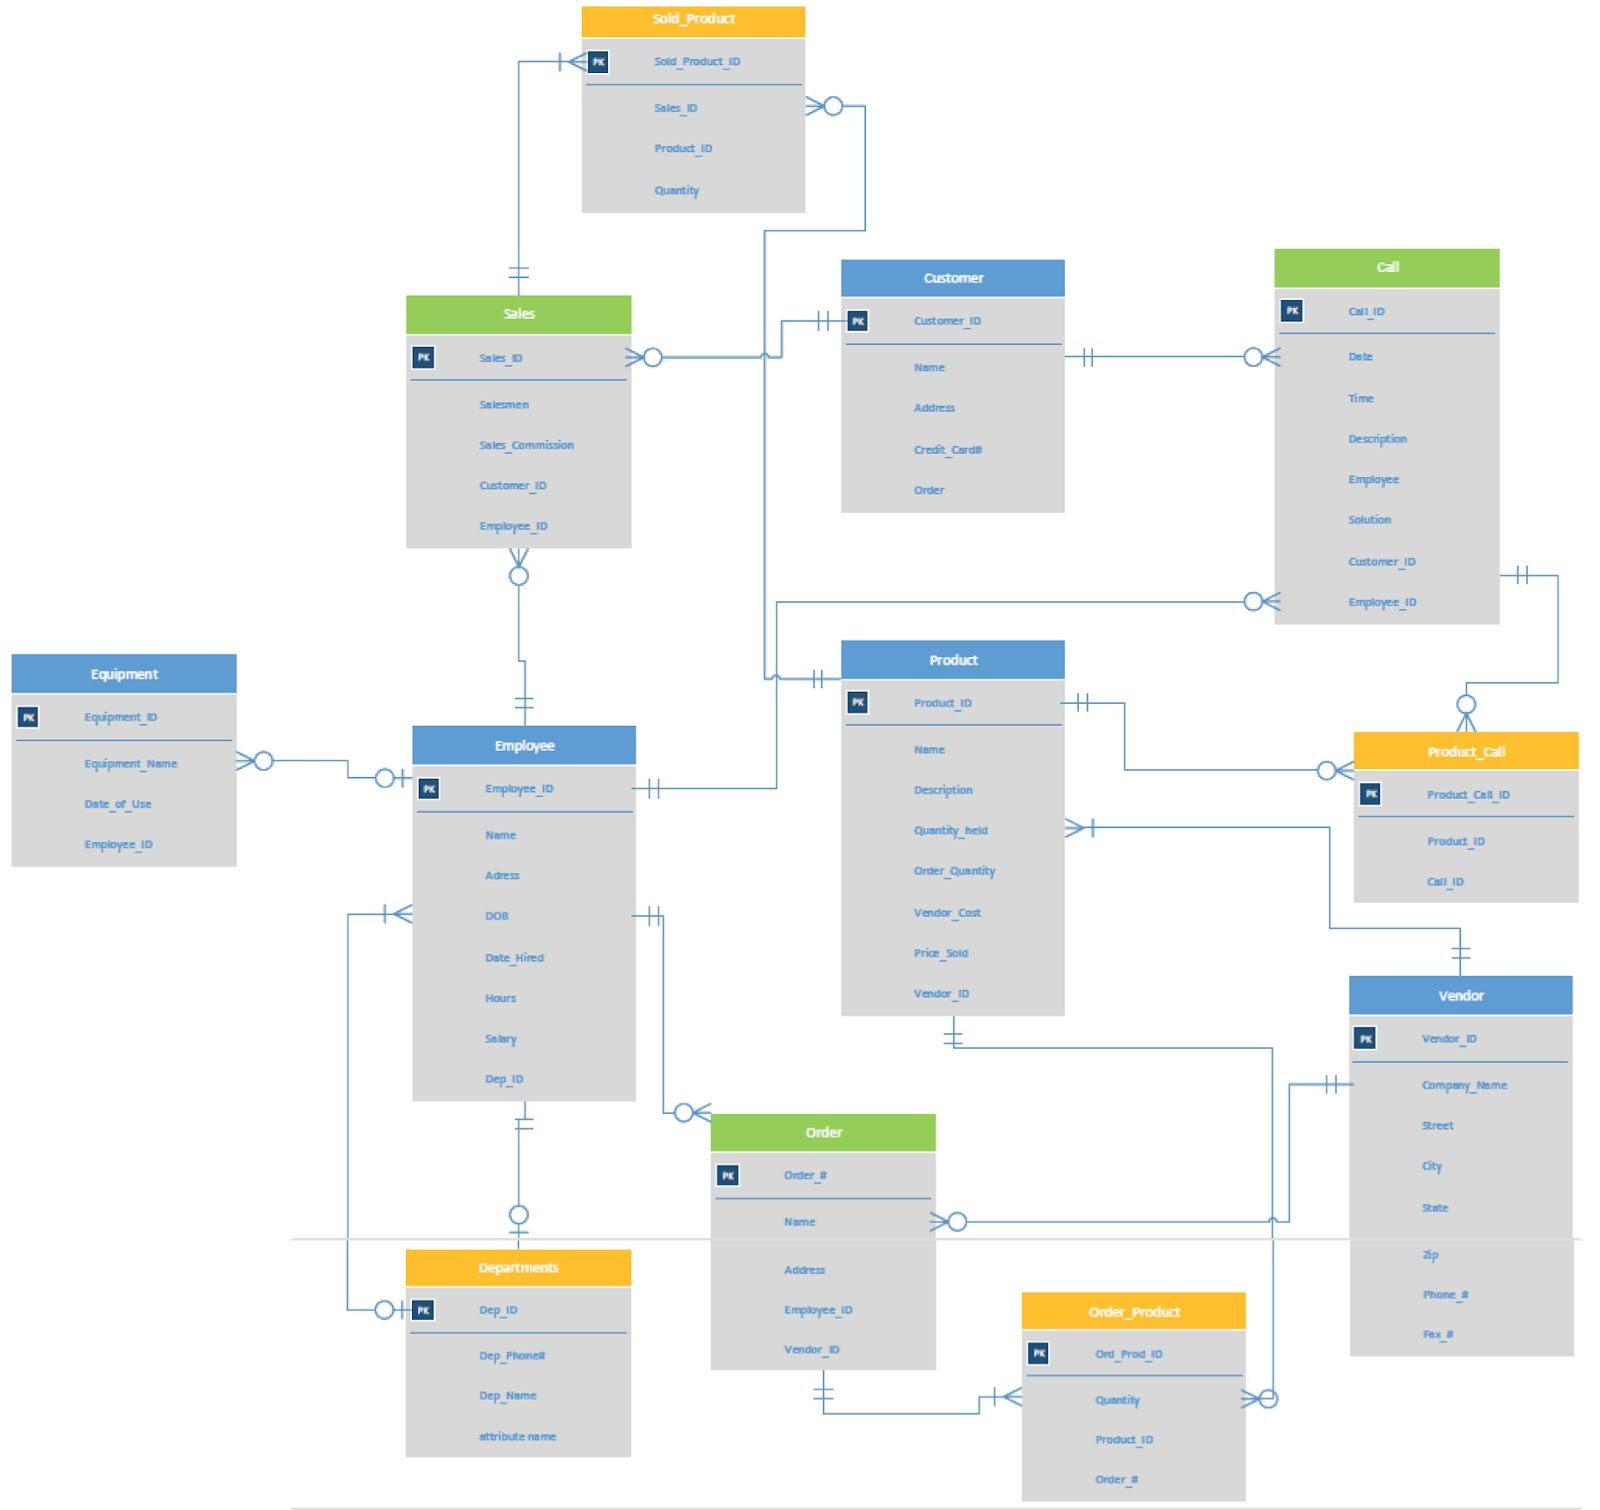 Sold_Product
PK Sold_Product_ID
Sales_ID
Product_ID
Quantity
Customer
PK Customer_ID
Name
Address
Credit_Card#
Order
Call
PK Call_ID
Date
Time
Description
Employee
Solution
Customer_ID
Employee_ID
Sales
PK Sales_ID
Salesmen
Sales_Commission
Customer_ID
Employee_ID
Equipment
PK Equipment_ID
Equipment_Name
Date_of_Use
Employee_ID
Employee
PK Employee_ID
Name
Adress
DOB
Date_Hired
Hours
Salary
Dep_ID
Product
PK Product_ID
Name
Description
Quantity_held
Order_Quantity
Vendor_Cost
Price_Sold
Vendor_ID
Product_Call
PK Product_Call_ID
Product_ID
Call_ID
Vendor
PK Vendor_ID
Company_Name
Street
City
State
Zip
Phone_#
Fax_#
Order
PK Order_#
Name
Address
Employee_ID
Vendor_ID
Departments
PK Dep_ID
Dep_Phone#
Dep_Name
attribute name
Order_Product
PK Ord_Prod_ID
Quantity
Product_ID
Order_#